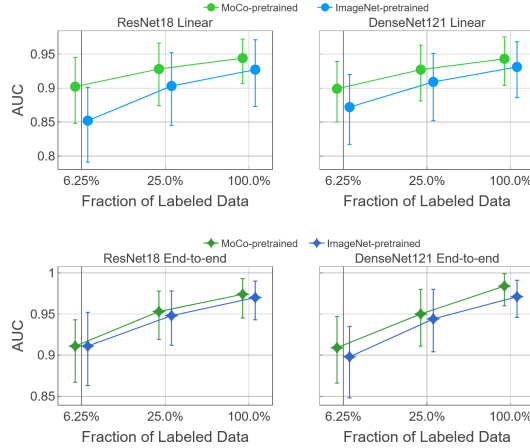 MoCo-pretrained ImageNet-pretrained
ResNet18 Linear DenseNet121 Linear
AUC
0.95
0.9
0.85
0.8
6.25% 25.0% 100.0% 6.25% 25.0% 100.0%
Fraction of Labeled Data Fraction of Labeled Data
MoCo-pretrained ImageNet-pretrained
ResNet18 End-to-end DenseNet121 End-to-end
AUC
1
0.95
0.9
0.85
6.25% 25.0% 100.0% 6.25% 25.0% 100.0%
Fraction of Labeled Data Fraction of Labeled Data